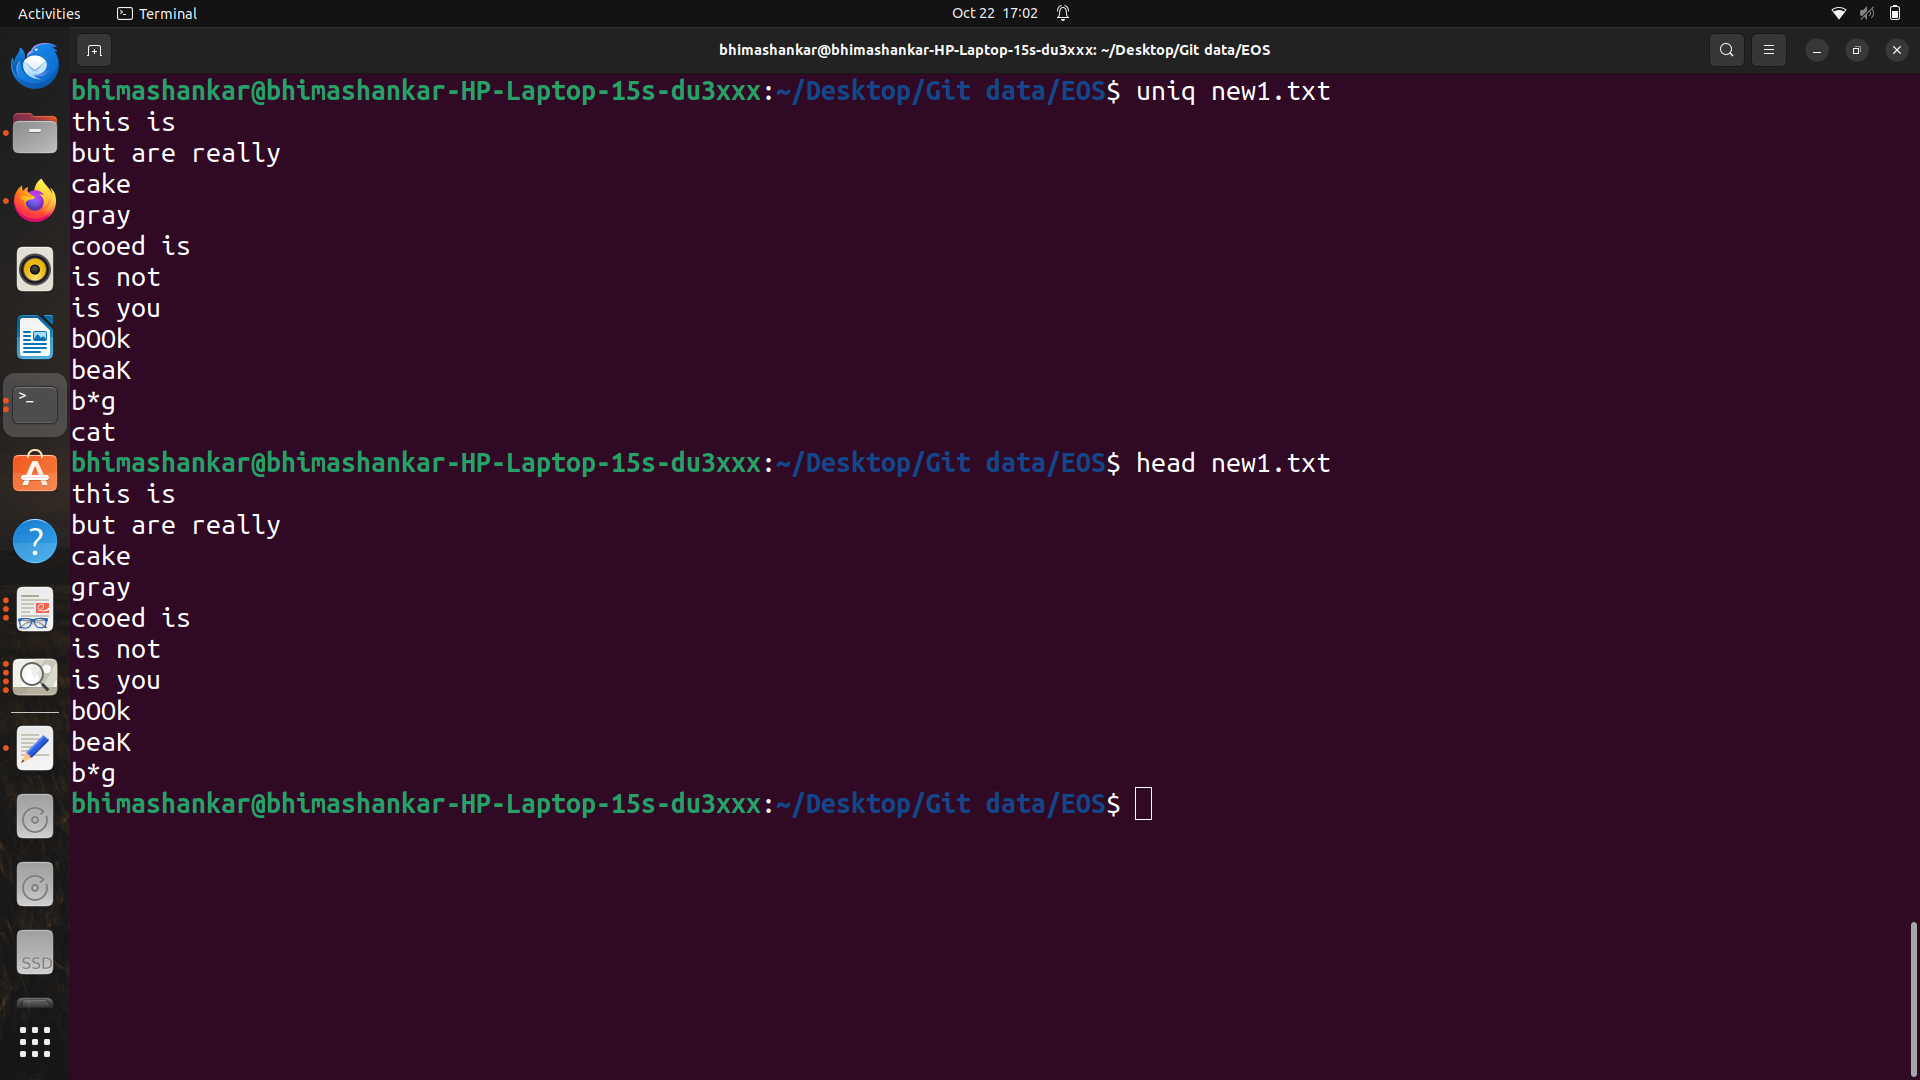 Activities Terminal Oct 22 17:02
bhimashankar@bhimashankar-HP-Laptop-15s-du3xxx: ~/Desktop/Git data/EOS
bhimashankar@bhimashankar-HP-Laptop-15s-du3xxx:~/Desktop/Git data/EOS$ uniq new1.txt
this is
but are really
cake
gray
cooed is
is not
is you
bOOk
beaK
b*g
cat
bhimashankar@bhimashankar-HP-Laptop-15s-du3xxx:~/Desktop/Git data/EOS$ head new1.txt
this is
but are really
cake
gray
cooed is
is not
is you
bOOk
beaK
b*g
bhimashankar@bhimashankar-HP-Laptop-15s-du3xxx:~/Desktop/Git data/EOS$
SSD